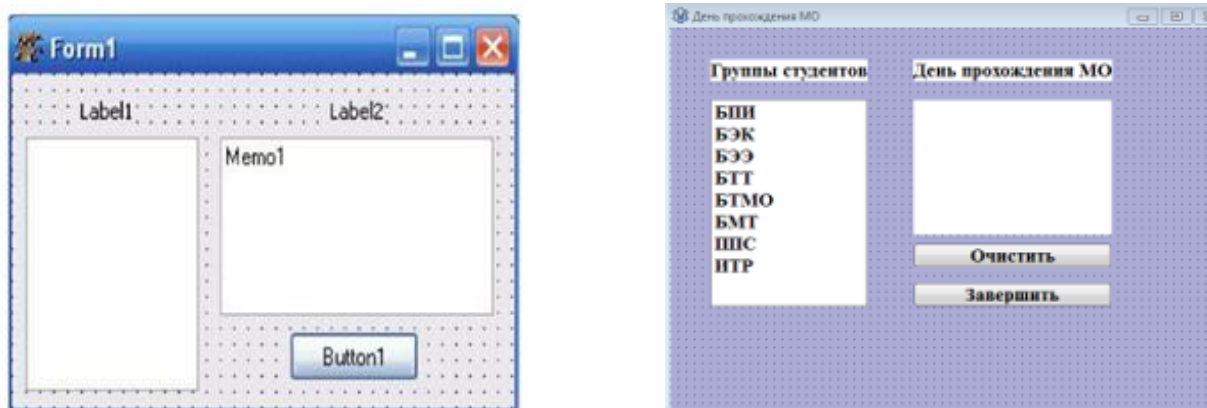 Form1
Label1 Label2
Memo1
Button1
День прохождения МО
Группы студентов День прохождения МО
БПИ
БЭК
БЭЭ
БТТ
БТМО
БМТ
ППС
ИТР
Очистить
Завершить